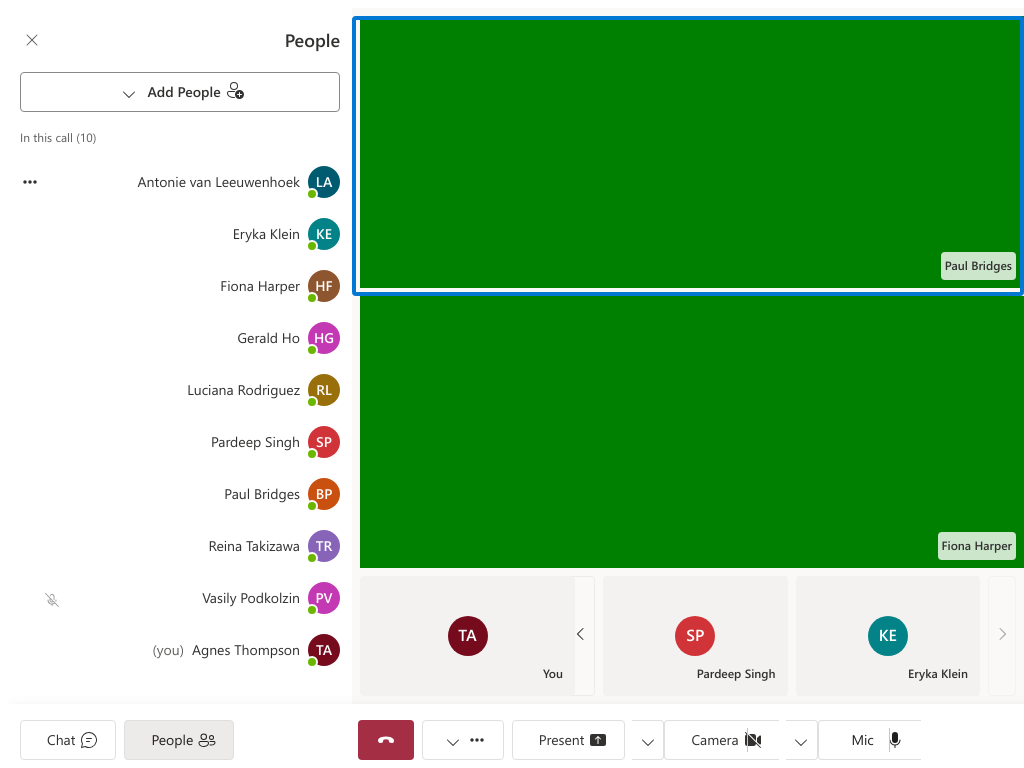 People
Add People
In this call (10)
Antonie van Leeuwenhoek LA
Eryka Klein KE
Fiona Harper HF
Gerald Ho HG
Luciana Rodriguez RL
Pardeep Singh SP
Paul Bridges BP
Reina Takizawa TR
Vasily Podkolzin PV
(you) Agnes Thompson TA
Paul Bridges
Fiona Harper
TA
You
SP
Pardeep Singh
KE
Eryka Klein
Chat
People
Present
Camera
Mic